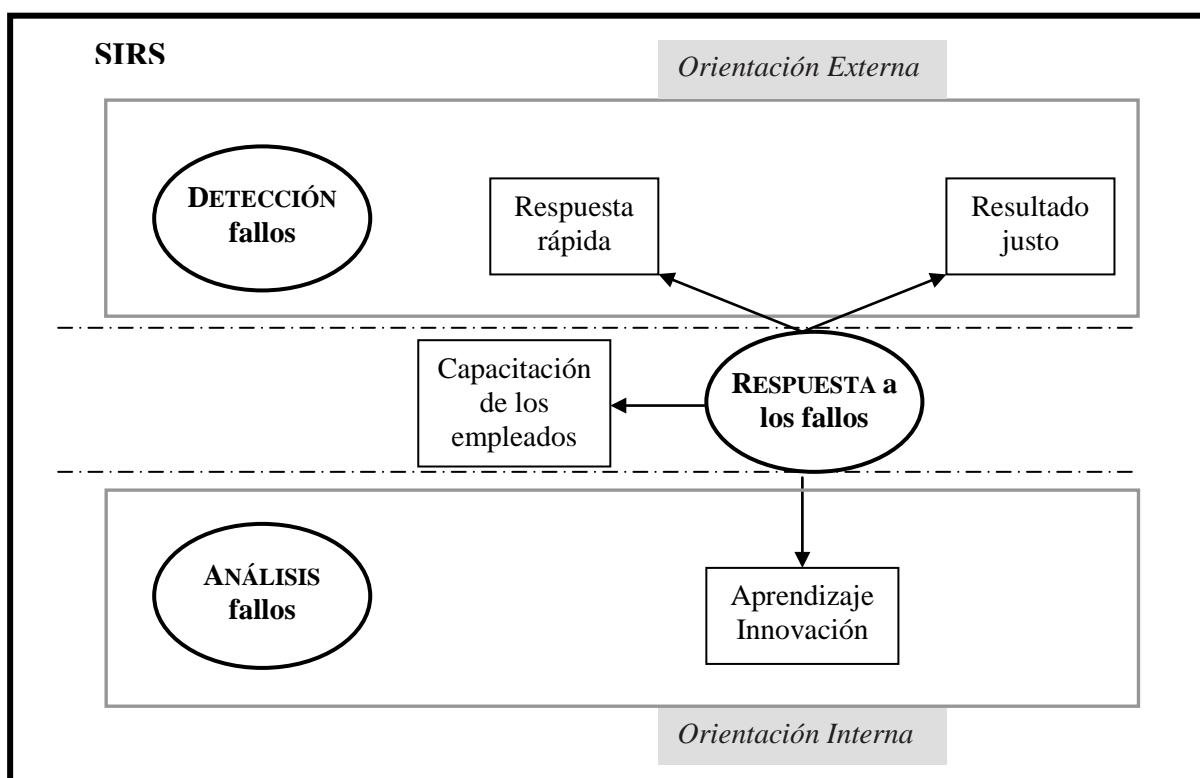 SIRS
Orientación Externa
DETECCIÓN
fallos
Respuesta
rápida
Resultado
justo
Capacitación
de los
empleados
RESPUESTA a
los fallos
ANÁLISIS
fallos
Aprendizaje
Innovación
Orientación Interna